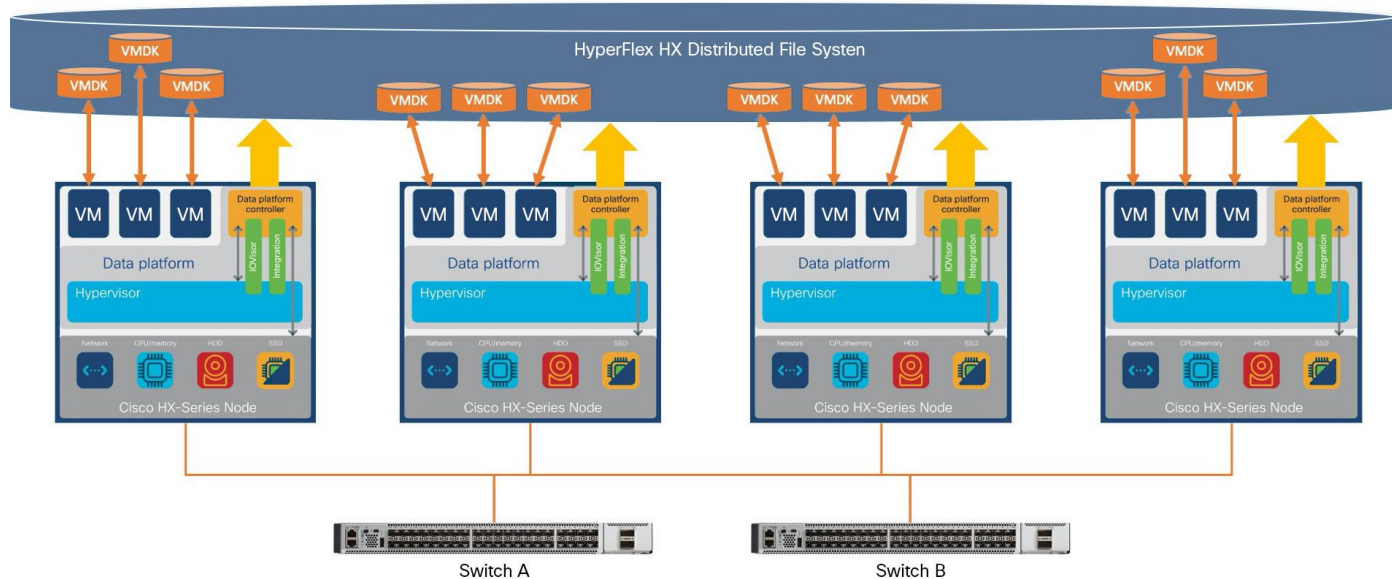 HyperFlex HX Distributed File Systen
VMDK
VMDK
VMDK
VMDK
VMDK
VMDK
VMDK
VMDK
VMDK
VMDK
VMDK
VMDK
VM
VM
VM
Data platform
controller
IOVisor
Integration
Data platform
Hypervisor
Network
CPU/memory
HDD
SSD
Cisco HX-Series Node
VM
VM
VM
Data platform
controller
IOVisor
Integration
Data platform
Hypervisor
Network
CPU/memory
HDD
SSD
Cisco HX-Series Node
VM
VM
VM
Data platform
controller
IOVisor
Integration
Data platform
Hypervisor
Network
CPU/memory
HDD
SSD
Cisco HX-Series Node
VM
VM
VM
Data platform
controller
IOVisor
Integration
Data platform
Hypervisor
Network
CPU/memory
HDD
SSD
Cisco HX-Series Node
Switch A
Switch B